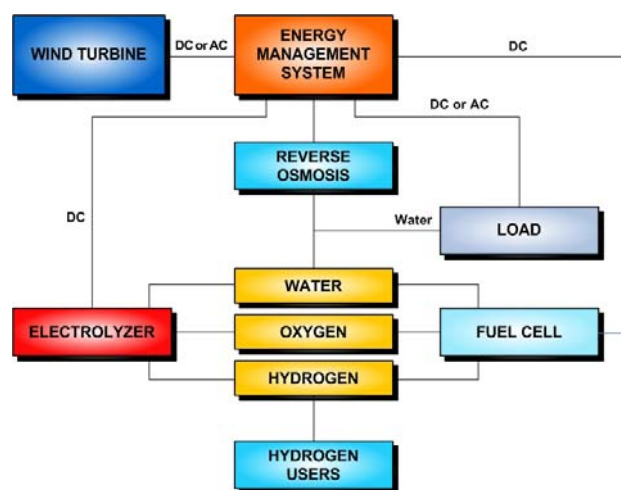 WIND TURBINE
DC or AC
ENERGY
MANAGEMENT
SYSTEM
DC
DC or AC
REVERSE
OSMOSIS
DC
Water
LOAD
WATER
ELECTROLYZER
OXYGEN
FUEL CELL
HYDROGEN
HYDROGEN
USERS